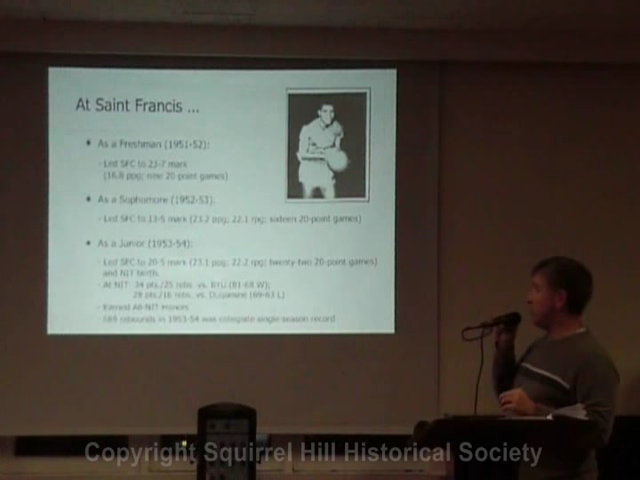 At Saint Francis ...
As a Freshman (1951-52):
- Led SFC to 23-7 mark
(16.8 ppg; nine 20-point games)
As a Sophomore (1952-53):
- Led SFC to 13-5 mark (23.2 ppg, 22.1 rpg; sixteen 20-point games)
As a Junior (1953-54):
- Led SFC to 20-5 mark (23.1 ppg, 22.2 rpg; twenty-two 20-point games)
and NIT berth.
- At NIT: 34 pts./25 rebs. vs. BYU (81-68 W);
29 pts./16 rebs. vs. Duquesne (69-63 L)
- Earned All-NIT Honors
- 689 rebounds in 1953-54 was collegiate single-season record
Copyright Squirrel Hill Historical Society